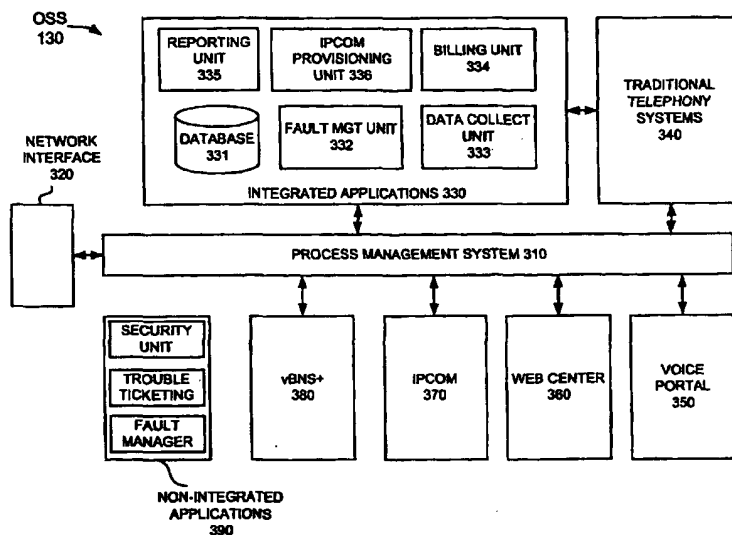 OSS
130
REPORTING
UNIT
335
IPCOM
PROVISIONING
UNIT 336
BILLING UNIT
334
DATABASE
331
FAULT MGT UNIT
332
DATA COLLECT
UNIT
333
INTEGRATED APPLICATIONS 330
TRADITIONAL
TELEPHONY
SYSTEMS
340
NETWORK
INTERFACE
320
PROCESS MANAGEMENT SYSTEM 310
SECURITY
UNIT
TROUBLE
TICKETING
FAULT
MANAGER
vBNS+
380
IPCOM
370
WEB CENTER
360
VOICE
PORTAL
350
NON-INTEGRATED
APPLICATIONS
390